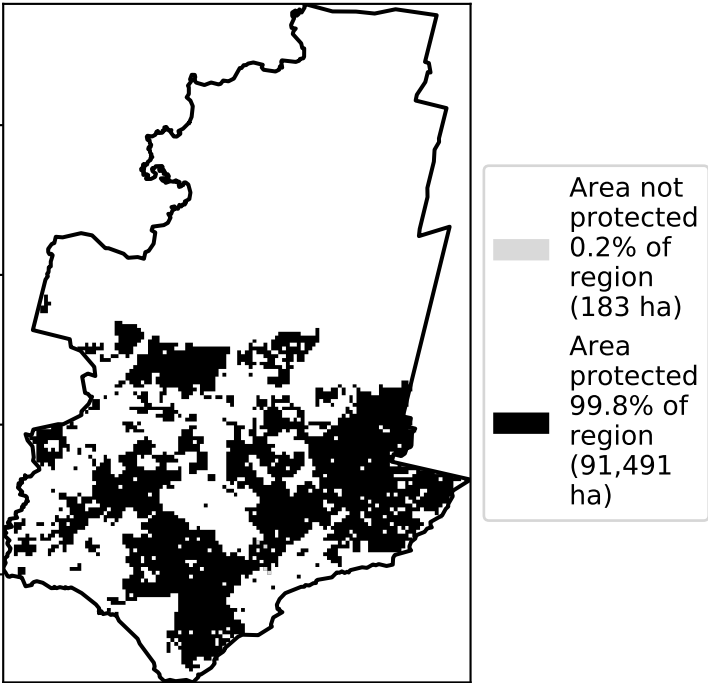 Area not
protected
0.2% of
region
(183 ha)
Area
protected
99.8% of
region
(91,491
ha)